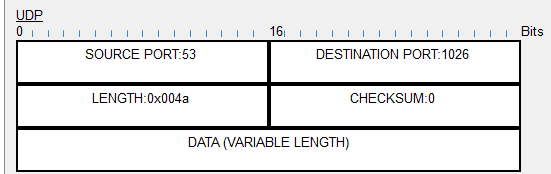 UDP
0 16 Bits
SOURCE PORT:53 DESTINATION PORT:1026
LENGTH:0x004a CHECKSUM:0
DATA (VARIABLE LENGTH)